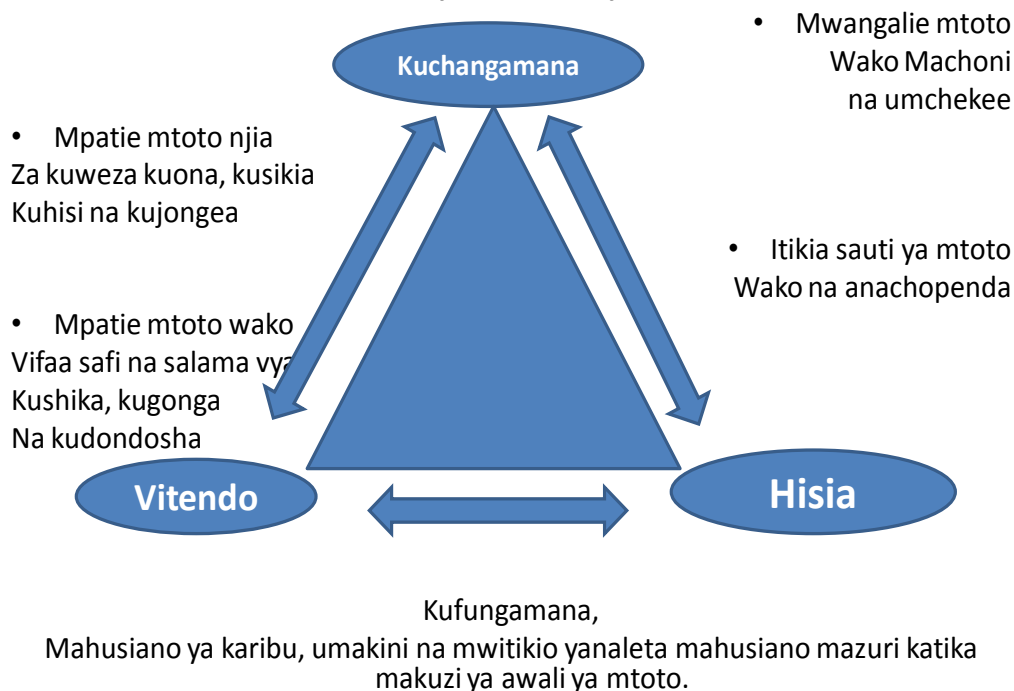 Kuchangamana
• Mwangalie mtoto
Wako Machoni
na umchekee
• Mpatie mtoto njia
Za kuweza kuona, kusikia
Kuhisi na kujongea
• Itikia sauti ya mtoto
Wako na anachopenda
• Mpatie mtoto wako
Vifaa safi na salama vya
Kushika, kugonga
Na kudondosha
Vitendo
Hisia
Kufungamana,
Mahusiano ya karibu, umakini na mwitikio yanaleta mahusiano mazuri katika
makuzi ya awali ya mtoto.